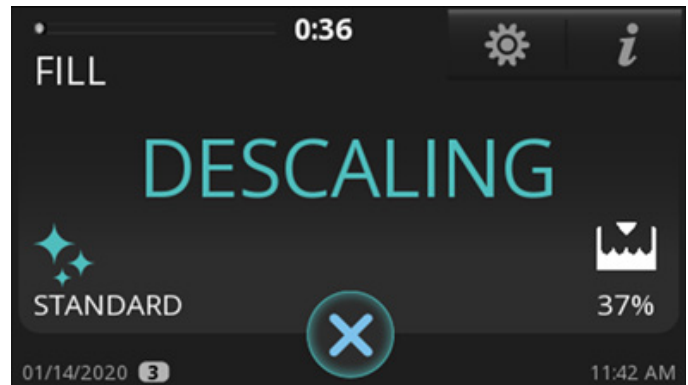 0:36
FILL
DESCALING
STANDARD
37%
01/14/2020 3
11:42 AM